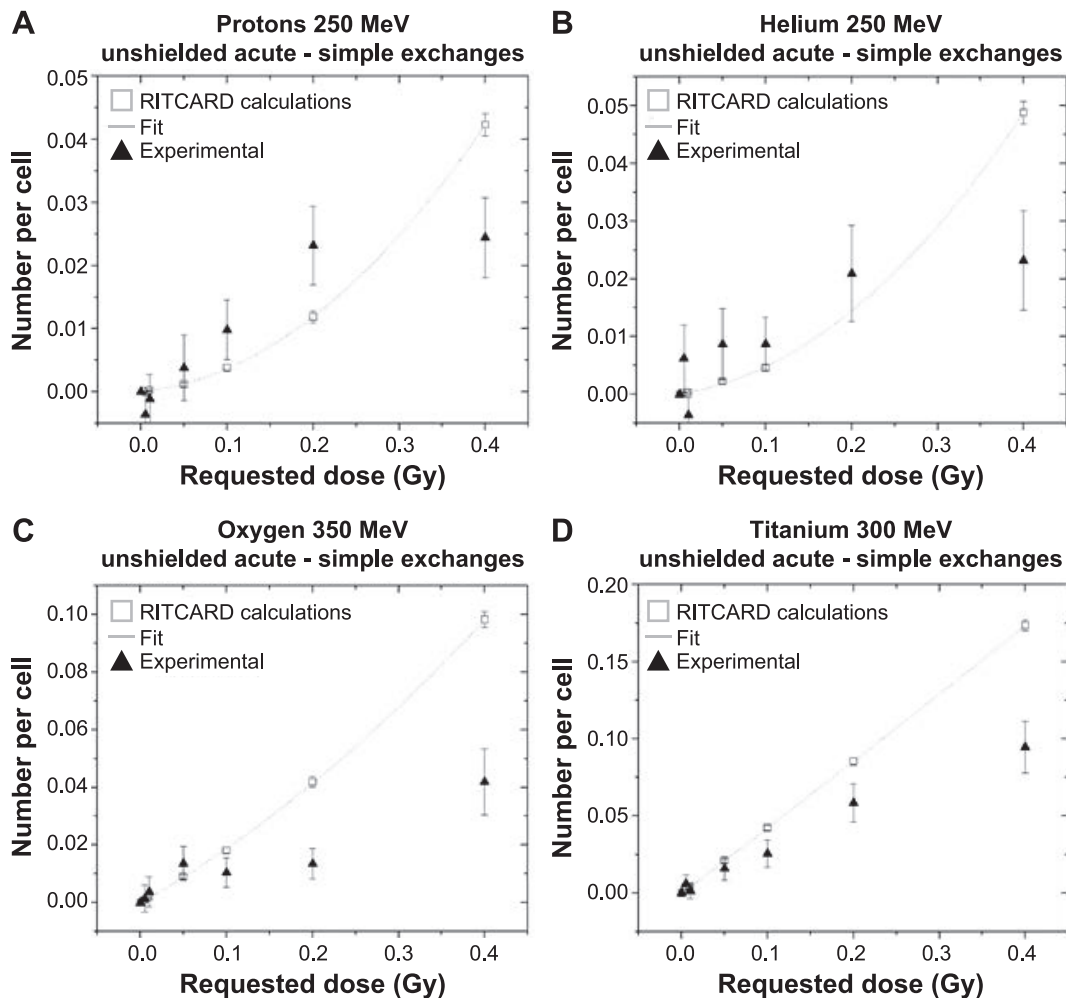 A
Protons 250 MeV
unshielded acute - simple exchanges
RITCARD calculations
Fit
Experimental
0.05
0.04
0.03
0.02
0.01
0.00
Number per cell
0.0 0.1 0.2 0.3 0.4
Requested dose (Gy)
B
Helium 250 MeV
unshielded acute - simple exchanges
RITCARD calculations
Fit
Experimental
0.05
0.04
0.03
0.02
0.01
0.00
Number per cell
0.0 0.1 0.2 0.3 0.4
Requested dose (Gy)
C
Oxygen 350 MeV
unshielded acute - simple exchanges
RITCARD calculations
Fit
Experimental
0.10
0.08
0.06
0.04
0.02
0.00
Number per cell
0.0 0.1 0.2 0.3 0.4
Requested dose (Gy)
D
Titanium 300 MeV
unshielded acute - simple exchanges
RITCARD calculations
Fit
Experimental
0.20
0.15
0.10
0.05
0.00
Number per cell
0.0 0.1 0.2 0.3 0.4
Requested dose (Gy)